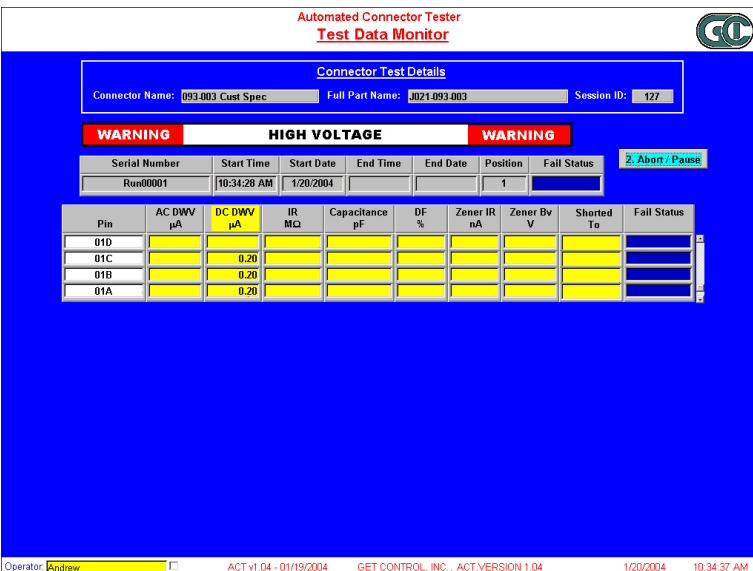 Automated Connector Tester
Test Data Monitor
GCI
Connector Test Details
Connector Name: 093-003 Cust Spec Full Part Name: J021-093-003 Session ID: 127
WARNING HIGH VOLTAGE WARNING
2. Abort / Pause
Serial Number Start Time Start Date End Time End Date Position Fail Status
Run00001 10:34:28 AM 1/20/2004 1
Pin AC DWV µA DC DWV µA IR MΩ Capacitance pF DF % Zener IR nA Zener Bv V Shorted To Fail Status
01D
01C 0.20
01B 0.20
01A 0.20
Operator: Andrew ACT v1.04 - 01/19/2004 GET CONTROL, INC., ACT,VERSION 1.04 1/20/2004 10:34:37 AM